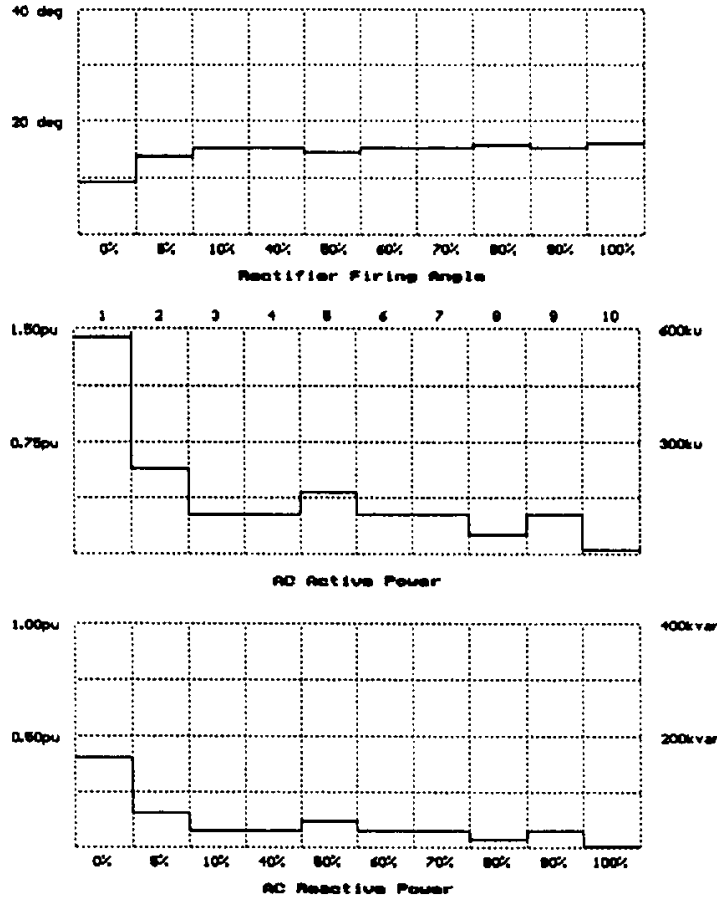 40 deg
20 deg
0% 5% 10% 40% 50% 60% 70% 80% 90% 100%
Rectifier Firing Angle
1 2 3 4 5 6 7 8 9 10
1.50pu 600kw
0.75pu 300kw
AC Active Power
1.00pu 400kvar
0.50pu 200kvar
0% 5% 10% 40% 50% 60% 70% 80% 90% 100%
AC Reactive Power